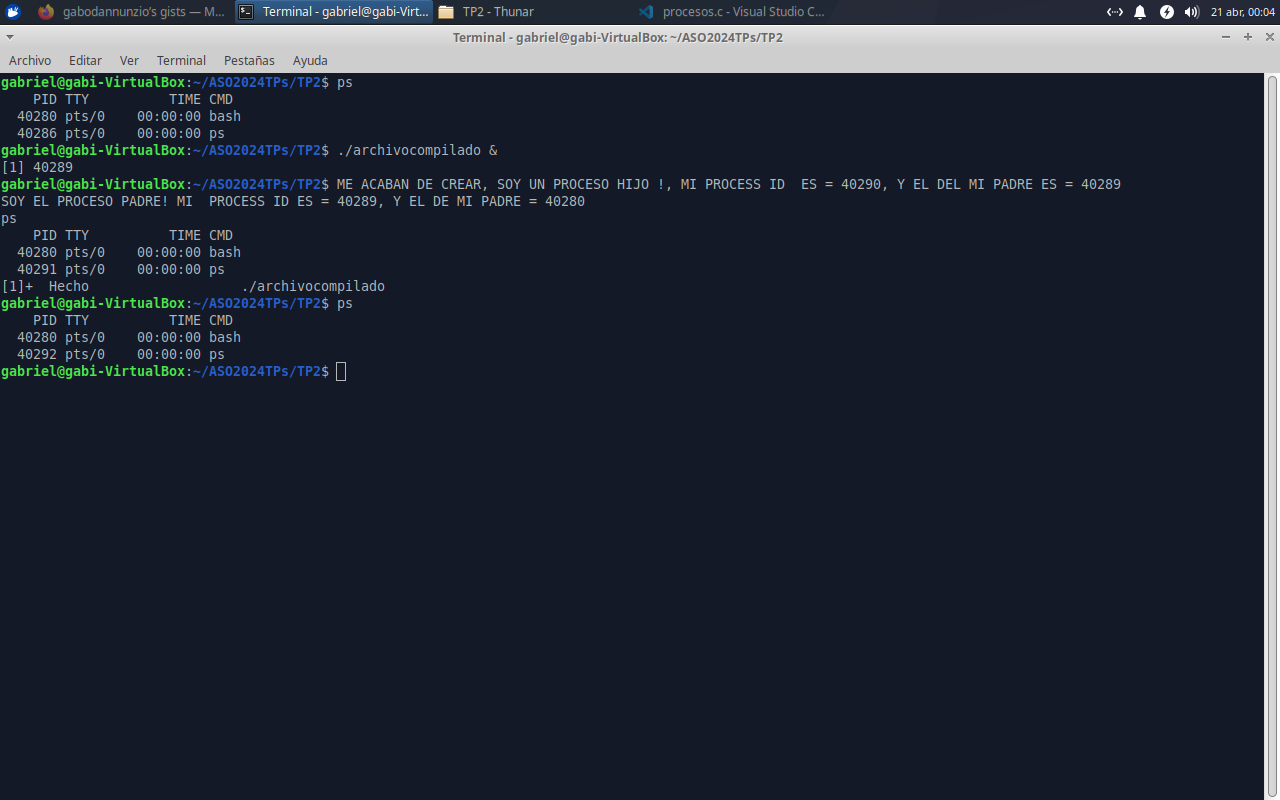 gabodannunzio's gists — M...
Terminal - gabriel@gabi-Virt...
TP2 - Thunar
procesos.c - Visual Studio C...
21 abr, 00:04
Terminal - gabriel@gabi-VirtualBox: ~/ASO2024TPs/TP2
Archivo Editar Ver Terminal Pestañas Ayuda
gabriel@gabi-VirtualBox:~/ASO2024TPs/TP2$ ps
    PID TTY          TIME CMD
  40280 pts/0    00:00:00 bash
  40286 pts/0    00:00:00 ps
gabriel@gabi-VirtualBox:~/ASO2024TPs/TP2$ ./archivocompilado &
[1] 40289
gabriel@gabi-VirtualBox:~/ASO2024TPs/TP2$ ME ACABAN DE CREAR, SOY UN PROCESO HIJO !, MI PROCESS ID  ES = 40290, Y EL DEL MI PADRE ES = 40289
SOY EL PROCESO PADRE! MI  PROCESS ID ES = 40289, Y EL DE MI PADRE = 40280
ps
    PID TTY          TIME CMD
  40280 pts/0    00:00:00 bash
  40291 pts/0    00:00:00 ps
[1]+  Hecho                   ./archivocompilado
gabriel@gabi-VirtualBox:~/ASO2024TPs/TP2$ ps
    PID TTY          TIME CMD
  40280 pts/0    00:00:00 bash
  40292 pts/0    00:00:00 ps
gabriel@gabi-VirtualBox:~/ASO2024TPs/TP2$